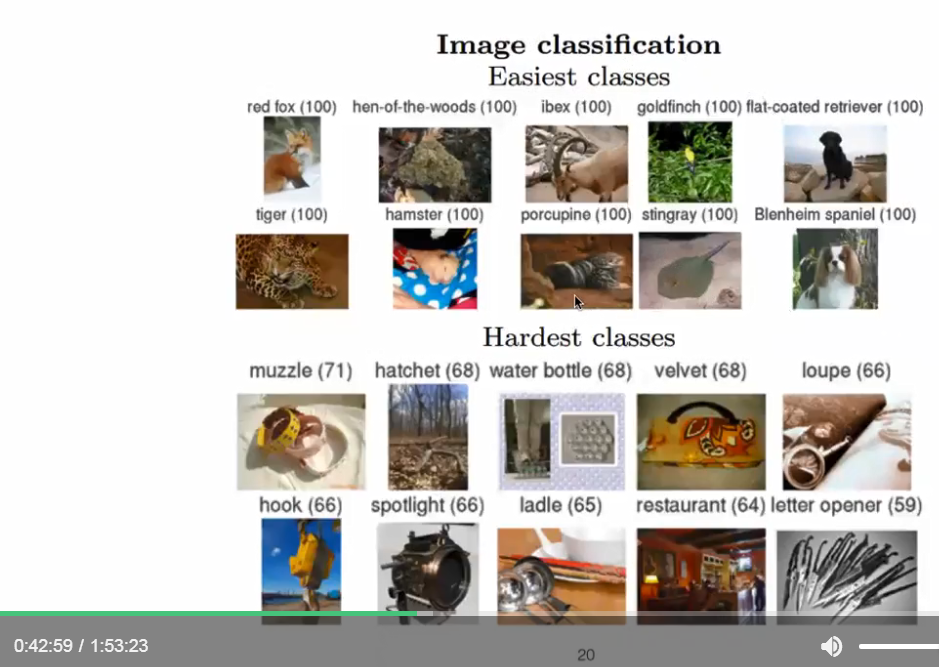 Image classification
Easiest classes
red fox (100) hen-of-the-woods (100) ibex (100) goldfinch (100) flat-coated retriever (100)
tiger (100) hamster (100) porcupine (100) stingray (100) Blenheim spaniel (100)
Hardest classes
muzzle (71) hatchet (68) water bottle (68) velvet (68) loupe (66)
hook (66) spotlight (66) ladle (65) restaurant (64) letter opener (59)
0:42:59 / 1:53:23
20